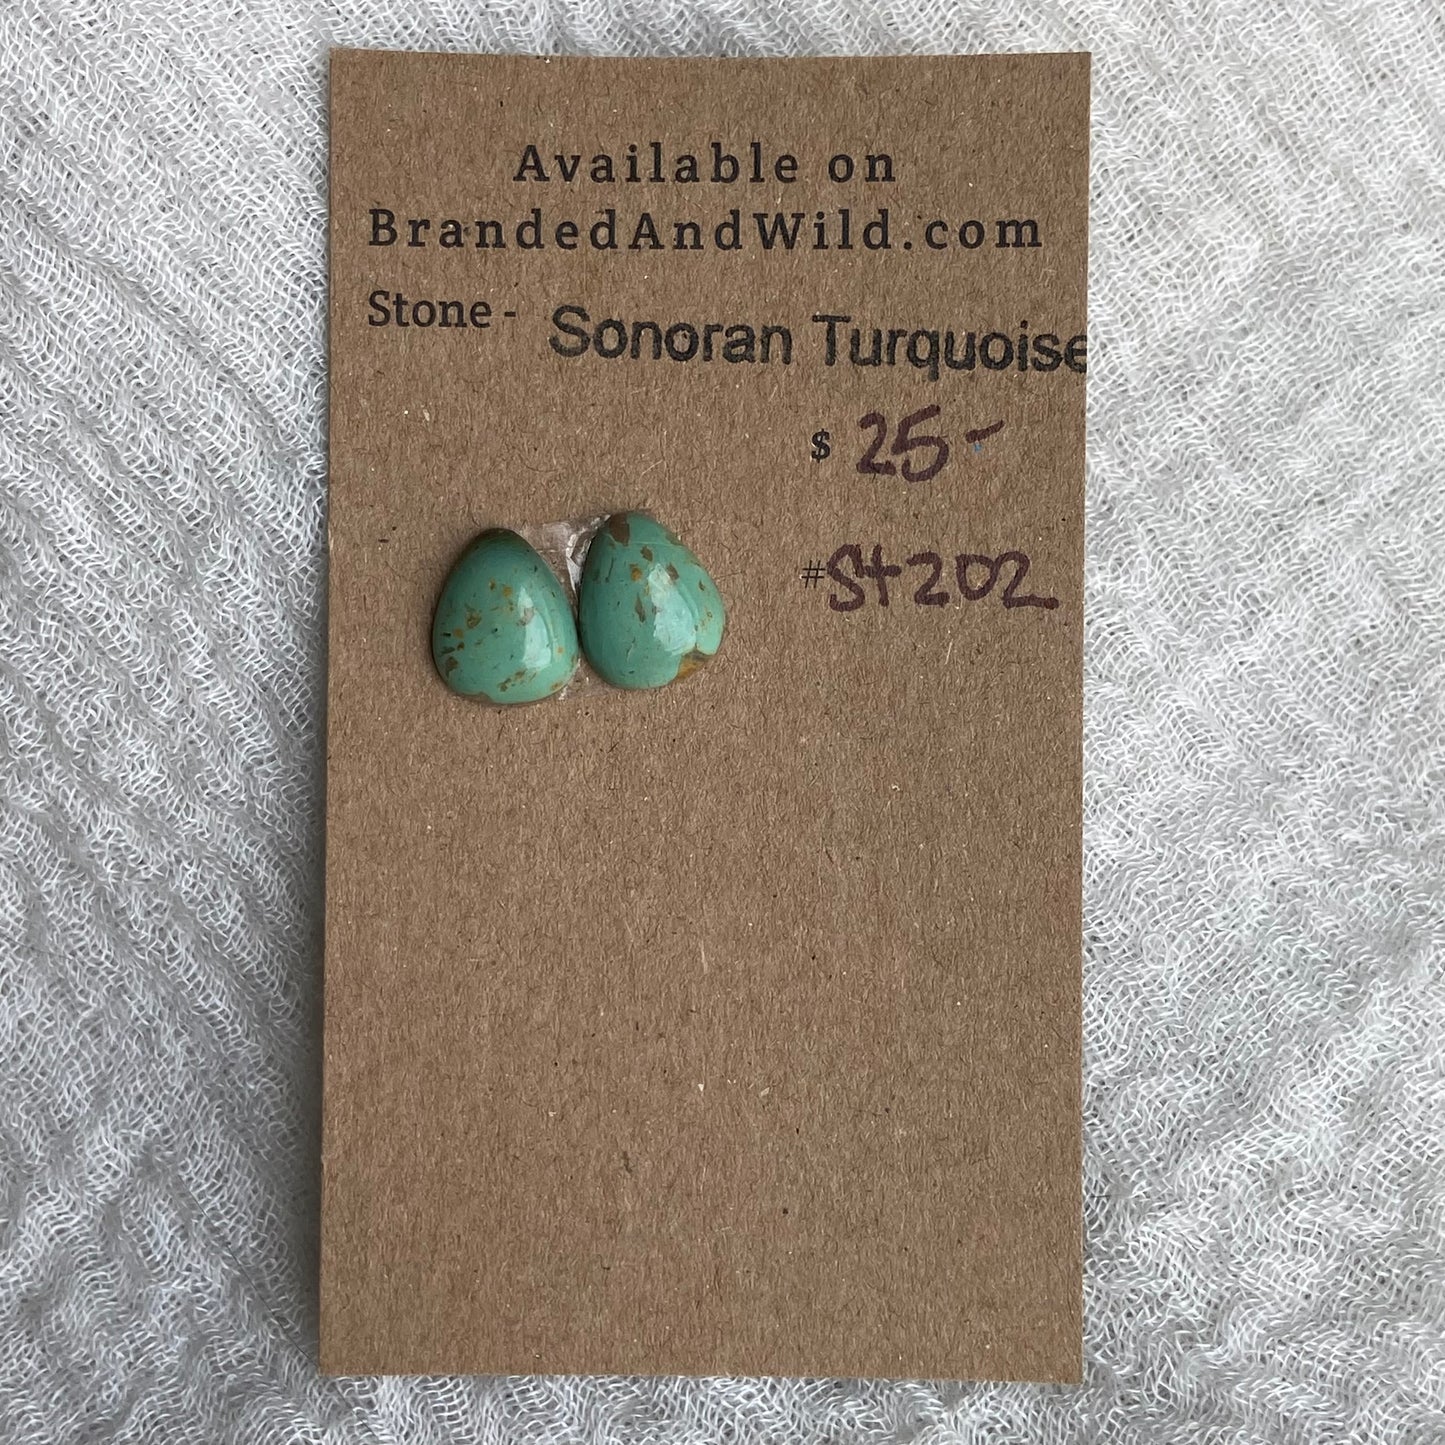 Available on
BrandedAndWild.com
Stone- Sonoran Turquoise
$ 25-
#St202